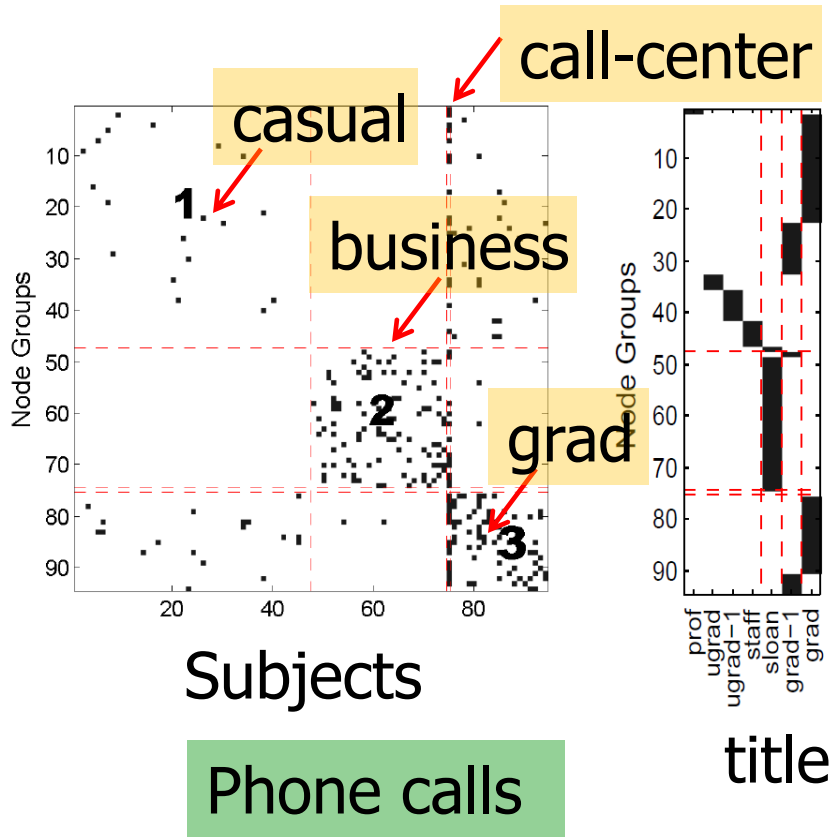 call-center
casual
business
grad
1
2
3
Node Groups
10
20
30
40
50
60
70
80
90
20
40
60
80
Subjects
Phone calls
Node Groups
10
20
30
40
50
60
70
80
90
prof
ugrad
ugrad-1
staff
sloan
grad-1
grad
title